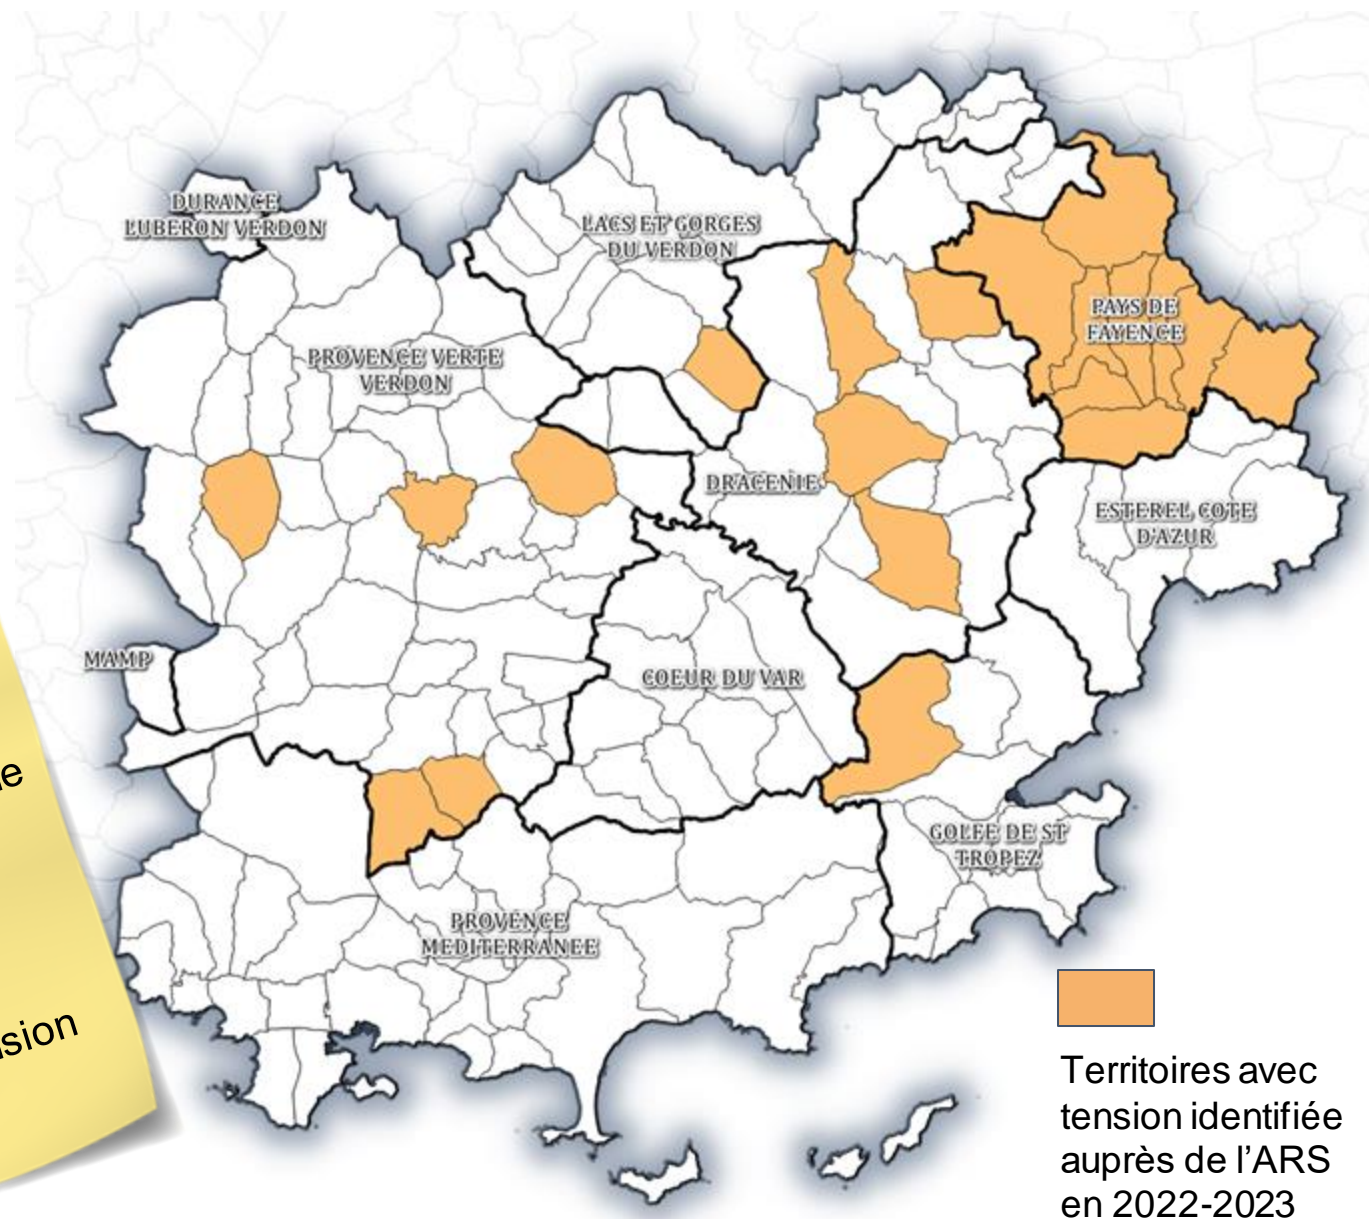 DURANCE
LUBERON VERDON
LACS ET GORGES
DU VERDON
PAYS DE
FAYENCE
PROVENCE VERTE
VERDON
DRACENIE
ESTEREL COTE
D'AZUR
MAMP
COEUR DU VAR
GOLFE DE ST
TROPEZ
PROVENCE
MEDITERRANEE
Territoires avec
tension identifiée
auprès de l'ARS
en 2022-2023